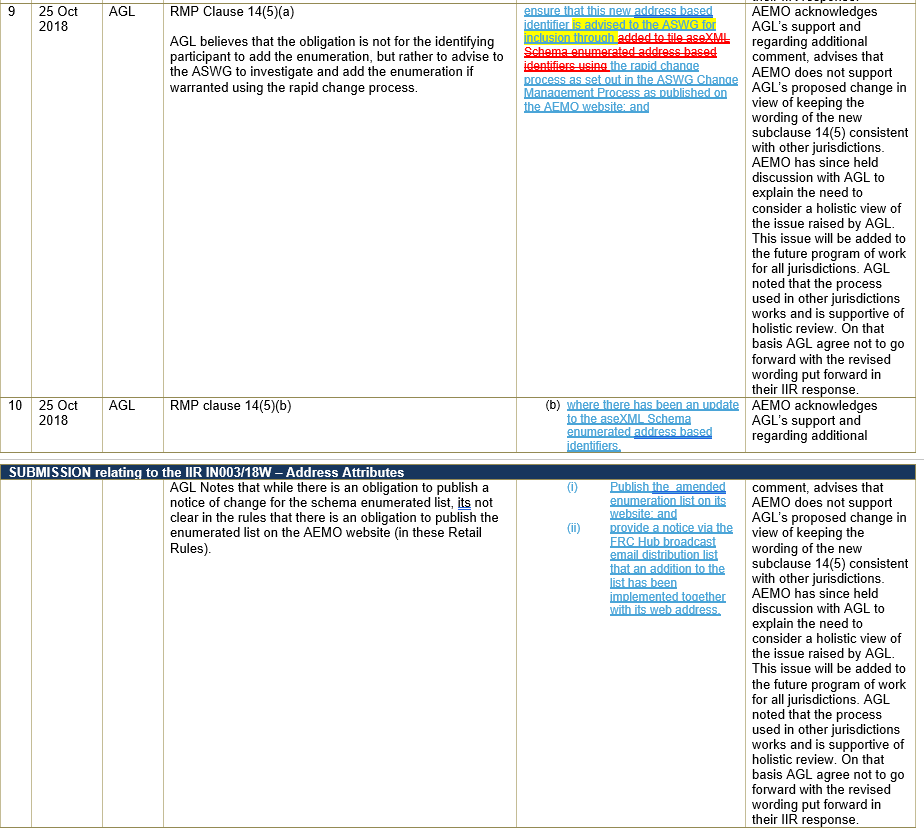 9
25 Oct
2018
AGL
RMP Clause 14(5)(a)
AGL believes that the obligation is not for the identifying
participant to add the enumeration, but rather to advise to
the ASWG to investigate and add the enumeration if
warranted using the rapid change process.
ensure that this new address based
identifier is advised to the ASWG for
inclusion through added to tile aseXML
Schema enumerated address based
identifiers using the rapid change
process as set out in the ASWG Change
Management Process as published on
the AEMO website; and
AEMO acknowledges
AGL's support and
regarding additional
comment, advises that
AEMO does not support
AGL's proposed change in
view of keeping the
wording of the new
subclause 14(5) consistent
with other jurisdictions.
AEMO has since held
discussion with AGL to
explain the need to
consider a holistic view of
the issue raised by AGL.
This issue will be added to
the future program of work
for all jurisdictions. AGL
noted that the process
used in other jurisdictions
works and is supportive of
holistic review. On that
basis AGL agree not to go
forward with the revised
wording put forward in
their IIR response.
10
25 Oct
2018
AGL
RMP clause 14(5)(b)
(b) where there has been an update
to the aseXML Schema
enumerated address based
identifiers,
AEMO acknowledges
AGL's support and
regarding additional
SUBMISSION relating to the IIR IN003/18W – Address Attributes
AGL Notes that while there is an obligation to publish a
notice of change for the schema enumerated list, its not
clear in the rules that there is an obligation to publish the
enumerated list on the AEMO website (in these Retail
Rules).
(i) Publish the amended
enumeration list on its
website; and
(ii) provide a notice via the
FRC Hub broadcast
email distribution list
that an addition to the
list has been
implemented together
with its web address.
comment, advises that
AEMO does not support
AGL's proposed change in
view of keeping the
wording of the new
subclause 14(5) consistent
with other jurisdictions.
AEMO has since held
discussion with AGL to
explain the need to
consider a holistic view of
the issue raised by AGL.
This issue will be added to
the future program of work
for all jurisdictions. AGL
noted that the process
used in other jurisdictions
works and is supportive of
holistic review. On that
basis AGL agree not to go
forward with the revised
wording put forward in
their IIR response.